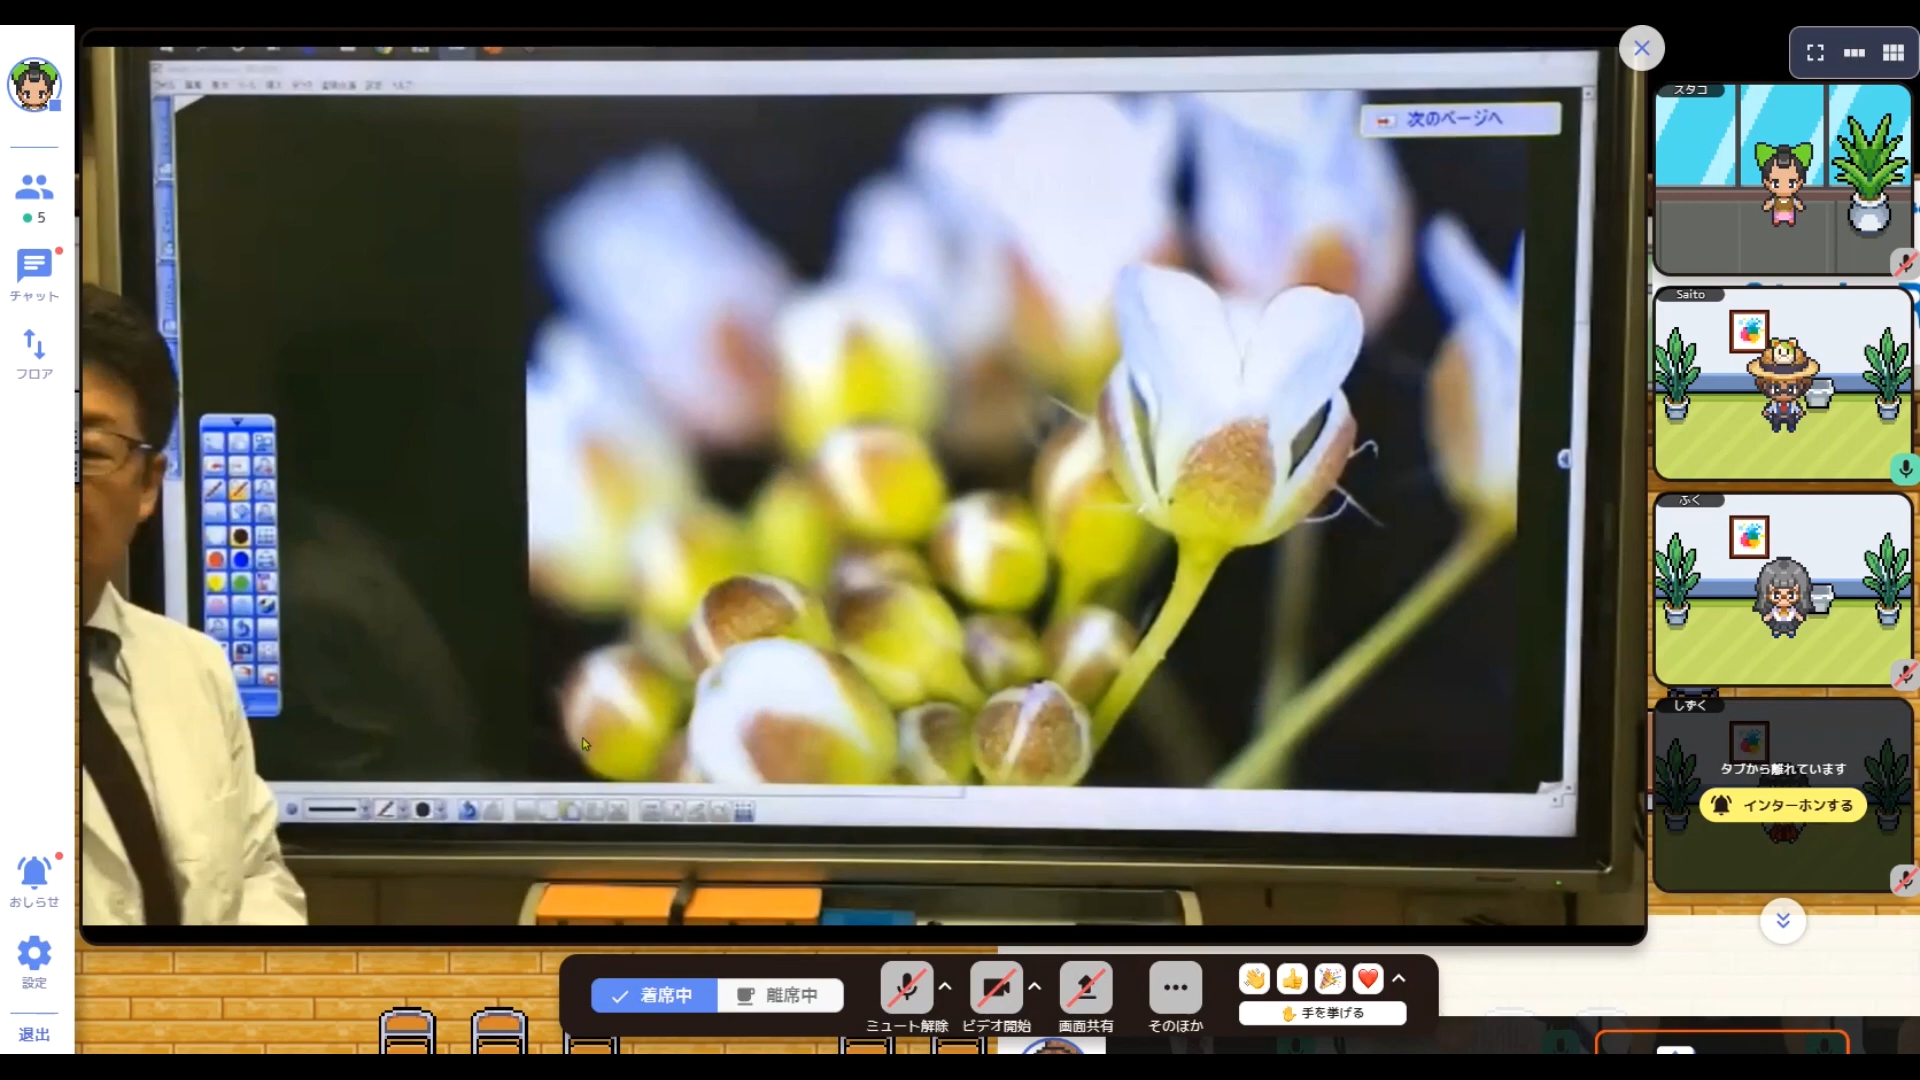 5
チャット
フロア
おしらせ
設定
退出
次のページへ
スタコ
Saito
ふく
しずく
タブから離れています
インターホンする
着席中
離席中
ミュート解除
ビデオ開始
画面共有
そのほか
手を挙げる